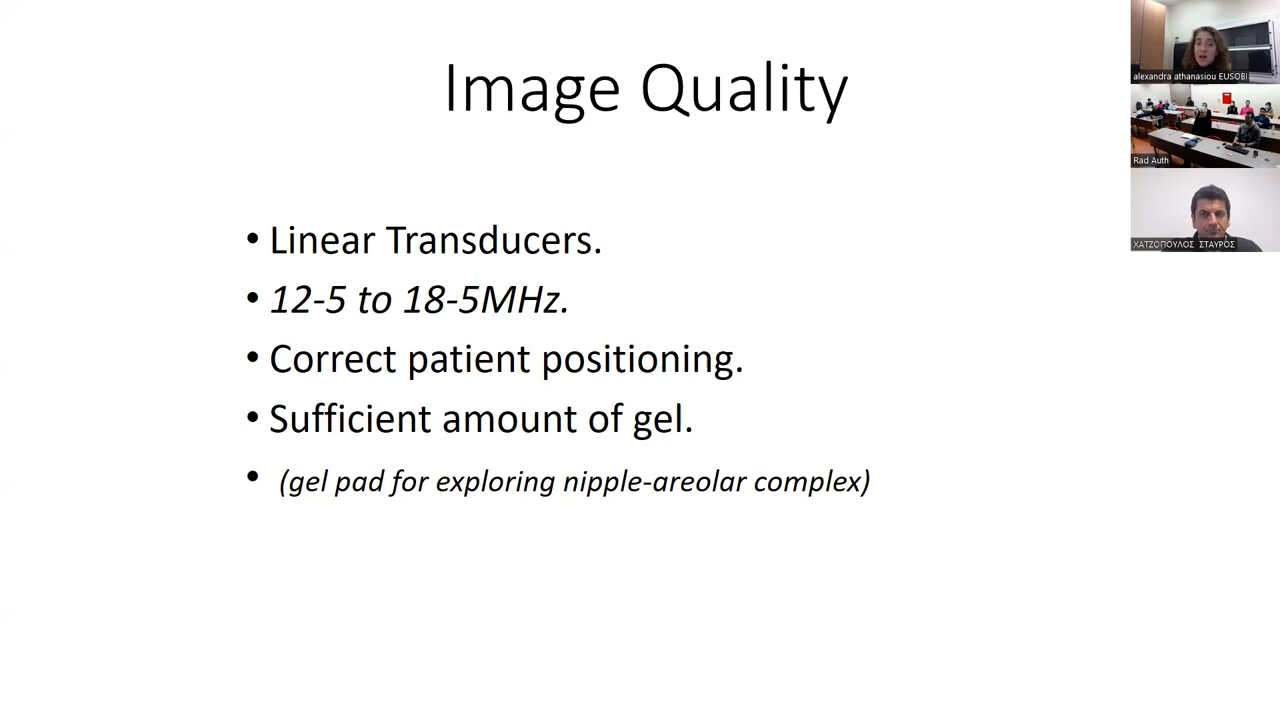 Image Quality
• Linear Transducers.
• 12-5 to 18-5MHz.
• Correct patient positioning.
• Sufficient amount of gel.
• (gel pad for exploring nipple-areolar complex)
alexandra athanasiou EUSOBI
Rad Auth
ΧΑΤΖΟΠΟΥΛΟΣ ΣΤΑΥΡΟΣ